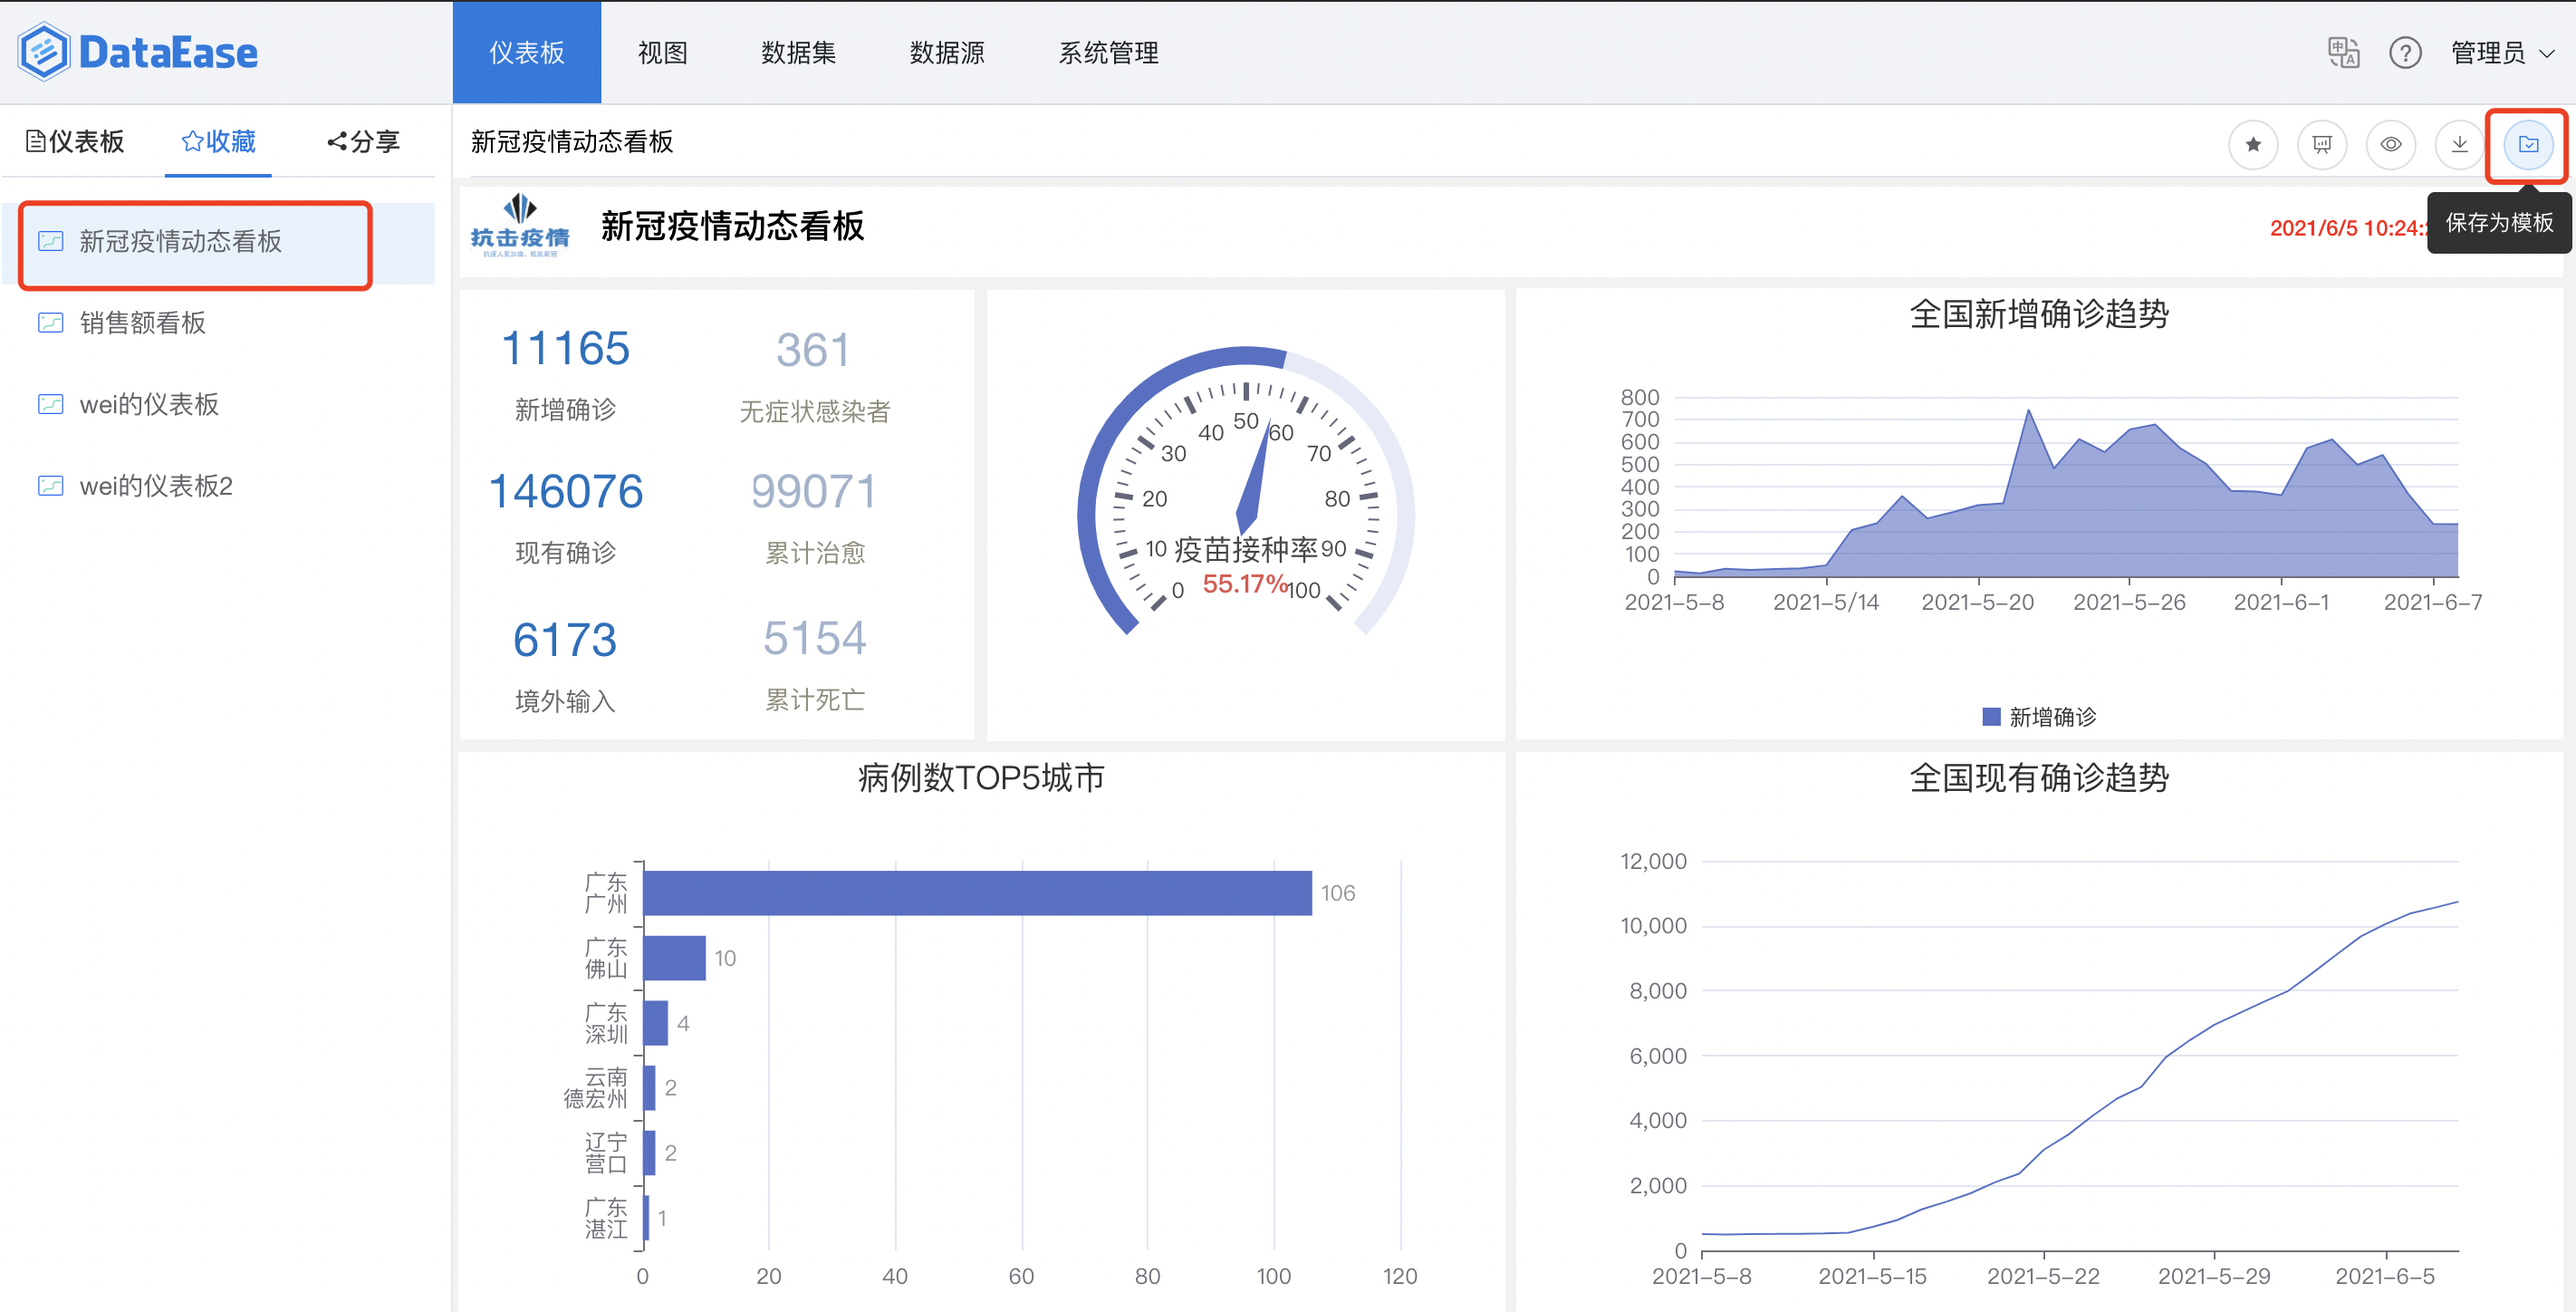 DataEase
仪表板
视图
数据集
数据源
系统管理
管理员
仪表板
收藏
分享
新冠疫情动态看板
销售额看板
wei的仪表板
wei的仪表板2
新冠疫情动态看板
保存为模板
抗击疫情
新冠疫情动态看板
2021/6/5 10:24:
11165
新增确诊
361
无症状感染者
146076
现有确诊
99071
累计治愈
6173
境外输入
5154
累计死亡
0
10
20
30
40
50
60
70
80
90
100
疫苗接种率
55.17%
全国新增确诊趋势
800
700
600
500
400
300
200
100
0
2021-5-8
2021-5/14
2021-5-20
2021-5-26
2021-6-1
2021-6-7
新增确诊
病例数TOP5城市
广东
广州
106
广东
佛山
10
广东
深圳
4
云南
德宏州
2
辽宁
营口
2
广东
湛江
1
0
20
40
60
80
100
120
全国现有确诊趋势
12,000
10,000
8,000
6,000
4,000
2,000
0
2021-5-8
2021-5-15
2021-5-22
2021-5-29
2021-6-5